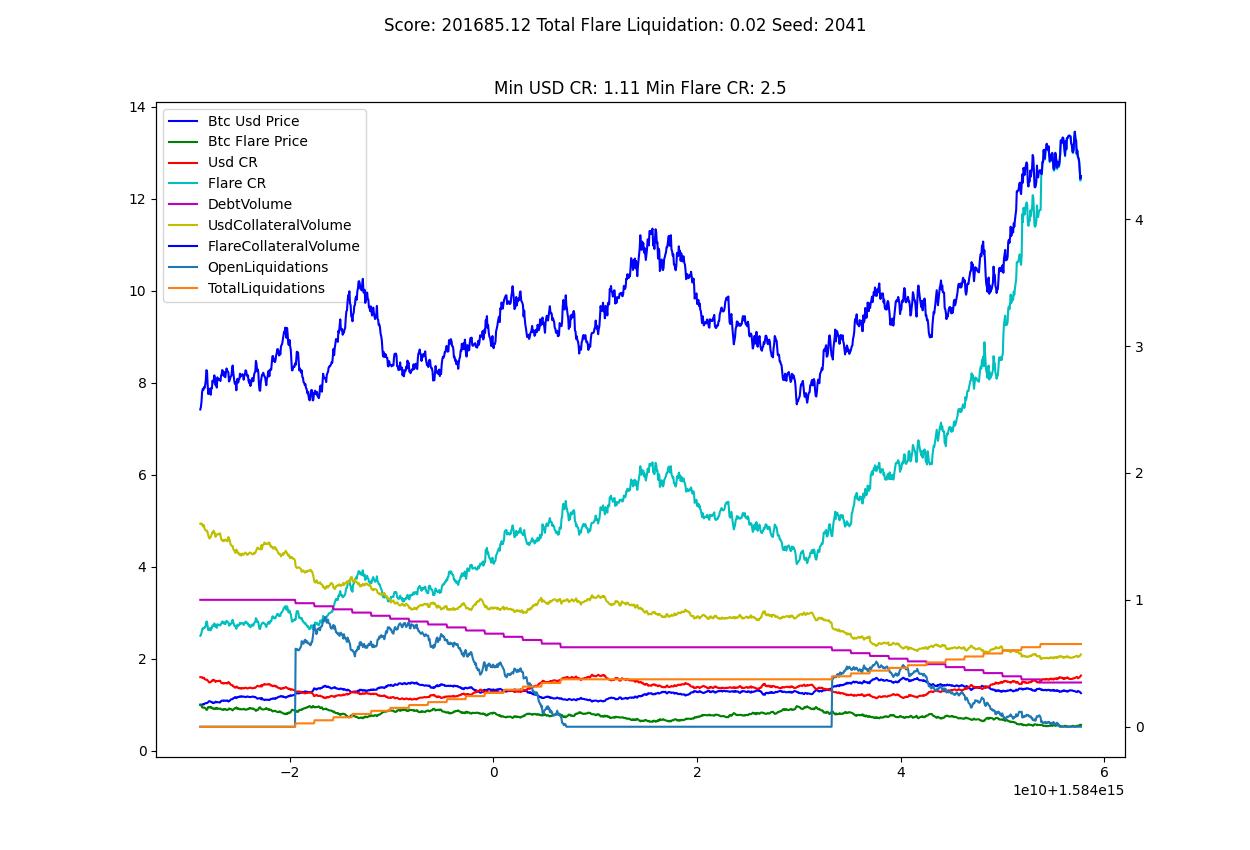 Score: 201685.12 Total Flare Liquidation: 0.02 Seed: 2041
Min USD CR: 1.11 Min Flare CR: 2.5
Btc Usd Price
Btc Flare Price
Usd CR
Flare CR
DebtVolume
UsdCollateralVolume
FlareCollateralVolume
OpenLiquidations
TotalLiquidations
14
12
10
8
6
4
2
0
4
3
2
1
0
−2
0
2
4
6
1e10+1.584e15